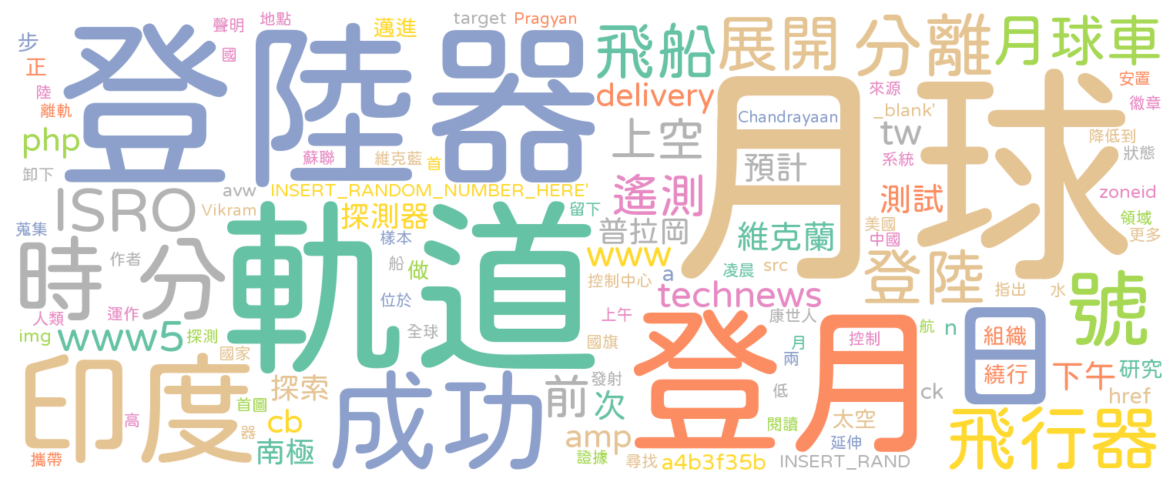 聲明
地點
target
Pragyan
步
國
邁進
飛船
展開
分離
月球車
正
登陸器
安置
陸
離軌
來源
徽章
delivery
月球
Chandrayaan
_blank'
php
蘇聯
維克藍
首
上空
tw
降低到
狀態
卸下
預計
系統
avw
INSERT_RANDOM_NUMBER_HERE'
遙測
測試
zoneid
ISRO
Vikram
探測器
留下
普拉岡
維克蘭
美國
領域
蒐集
軌道
樣本
www
中國
更多
時分
作者
船
做
控制中心
a
凌晨
src
登陸
指出
水
號
位於
technews
人類
運作
上午
康世人
登月
日
img
www5
探測
全球
國旗
月
控制
航
n
組織
印度
國家
兩
繞行
下午
研究
探索
成功
前
發射
次
低
ck
href
高
首圖
器
cb
閱讀
太空
飛行器
南極
amp
延伸
攜帶
證據
尋找
a4b3f35b
INSERT_RAND